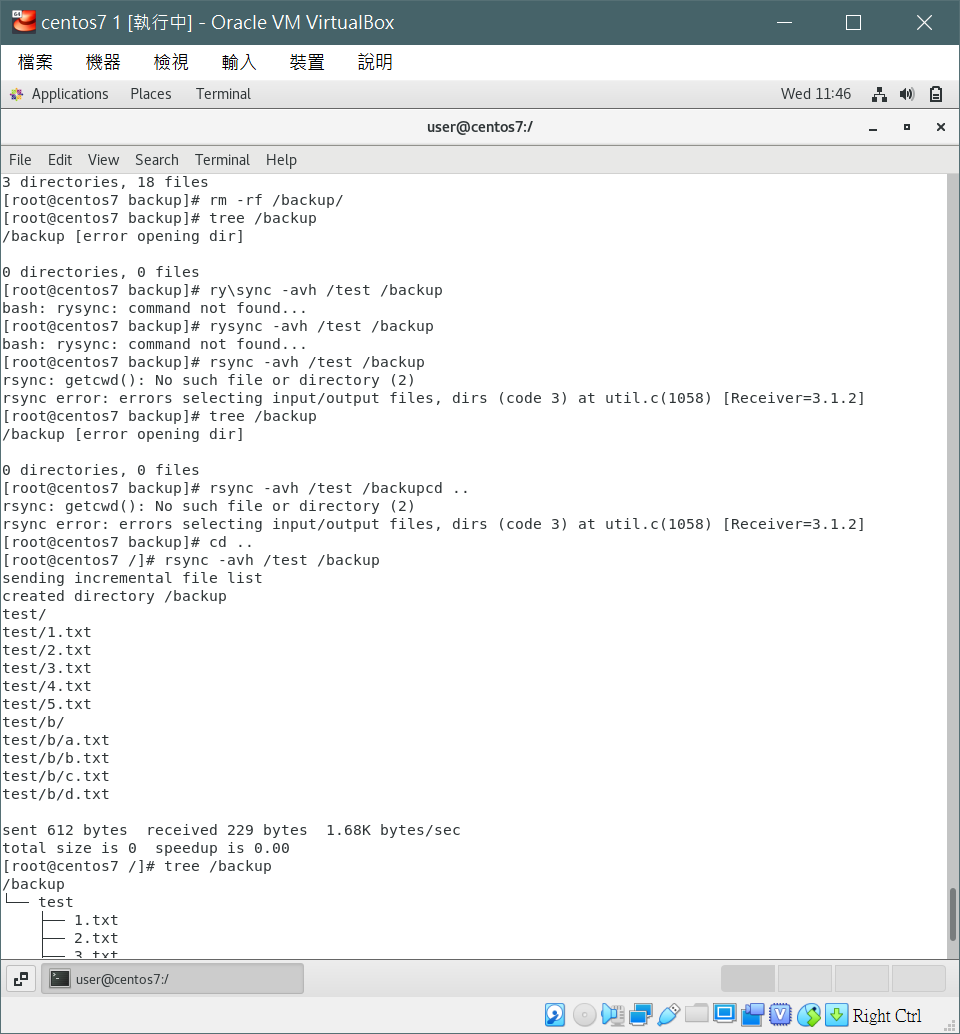 centos7 1 [執行中] - Oracle VM VirtualBox
檔案 機器 檢視 輸入 裝置 說明
Applications Places Terminal Wed 11:46
user@centos7:/
File Edit View Search Terminal Help
3 directories, 18 files
[root@centos7 backup]# rm -rf /backup/
[root@centos7 backup]# tree /backup
/backup [error opening dir]
0 directories, 0 files
[root@centos7 backup]# ry\sync -avh /test /backup
bash: rysync: command not found...
[root@centos7 backup]# rysync -avh /test /backup
bash: rysync: command not found...
[root@centos7 backup]# rsync -avh /test /backup
rsync: getcwd(): No such file or directory (2)
rsync error: errors selecting input/output files, dirs (code 3) at util.c(1058) [Receiver=3.1.2]
[root@centos7 backup]# tree /backup
/backup [error opening dir]
0 directories, 0 files
[root@centos7 backup]# rsync -avh /test /backupcd ..
rsync: getcwd(): No such file or directory (2)
rsync error: errors selecting input/output files, dirs (code 3) at util.c(1058) [Receiver=3.1.2]
[root@centos7 backup]# cd ..
[root@centos7 /]# rsync -avh /test /backup
sending incremental file list
created directory /backup
test/
test/1.txt
test/2.txt
test/3.txt
test/4.txt
test/5.txt
test/b/
test/b/a.txt
test/b/b.txt
test/b/c.txt
test/b/d.txt
sent 612 bytes  received 229 bytes  1.68K bytes/sec
total size is 0  speedup is 0.00
[root@centos7 /]# tree /backup
/backup
└── test
    ├── 1.txt
    ├── 2.txt
    ├── 3.txt
user@centos7:/
Right Ctrl